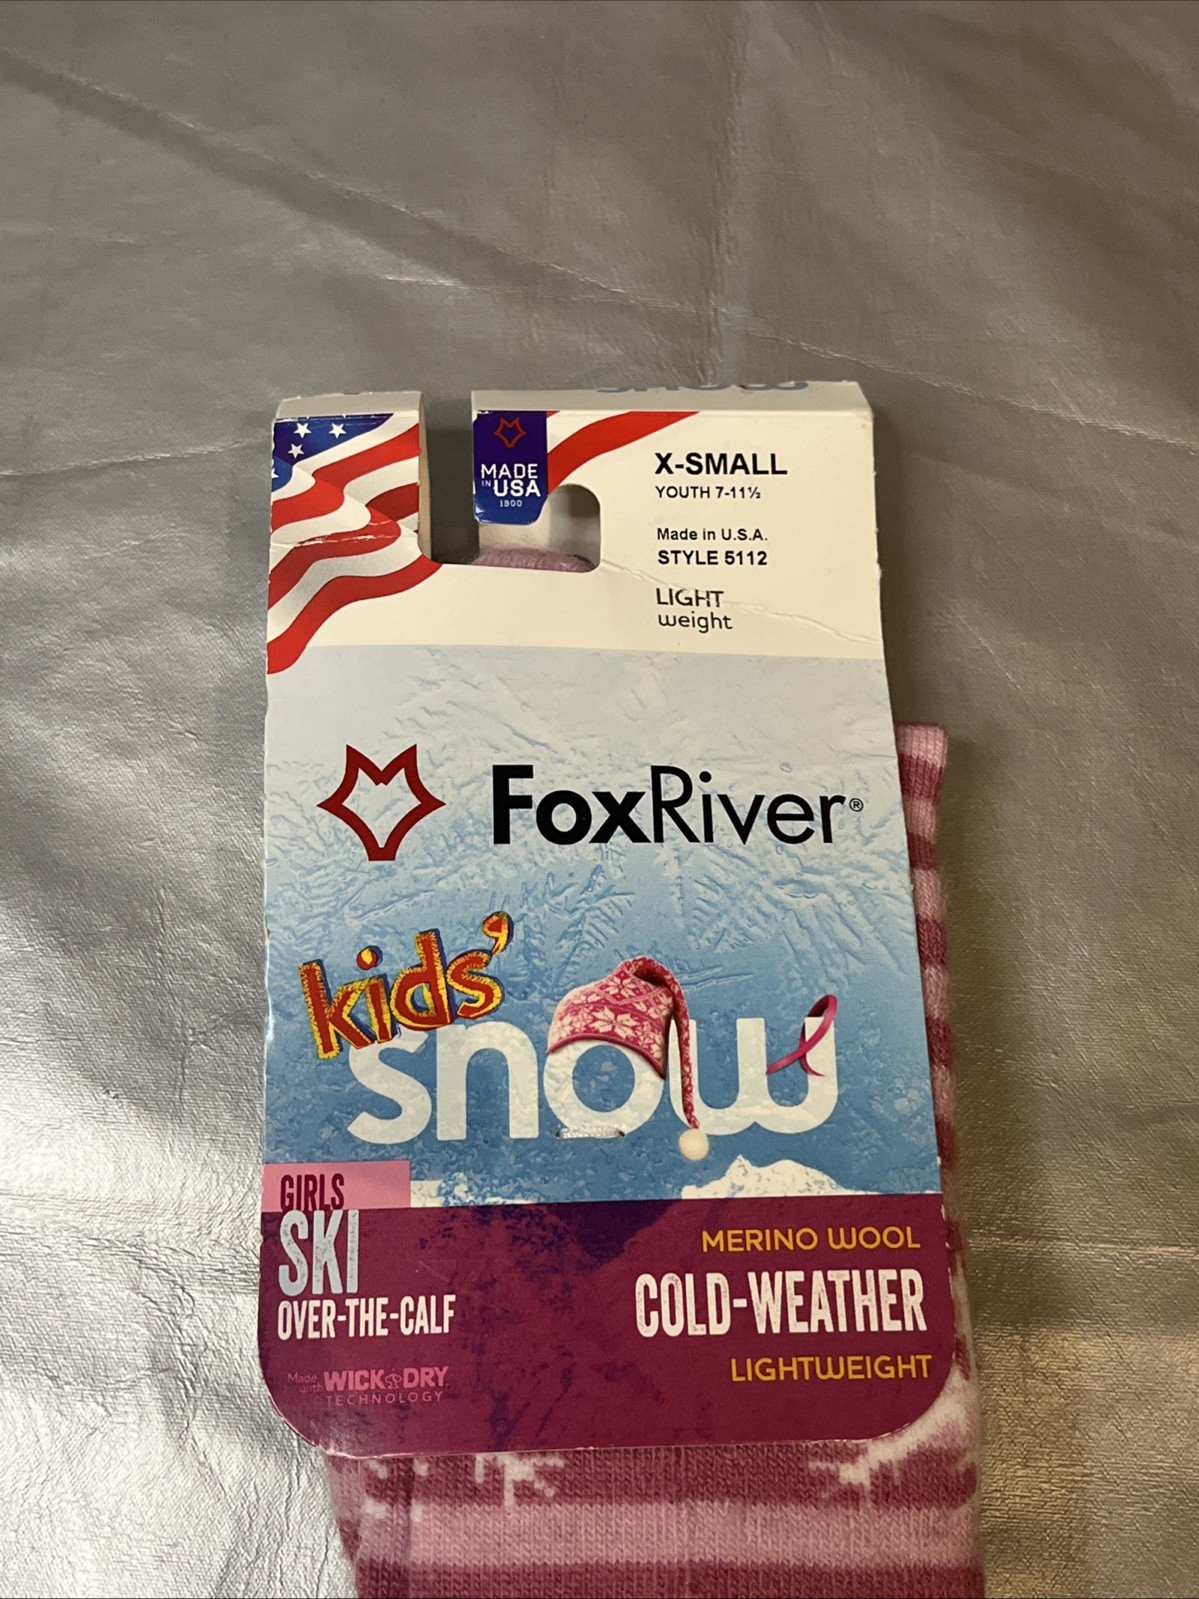 snow
MADE
IN USA
1900
X-SMALL
YOUTH 7-11½
Made in U.S.A.
STYLE 5112
LIGHT
weight
FoxRiver®
kids'
snow
GIRLS
SKI
OVER-THE-CALF
Made with WICK DRY
TECHNOLOGY
MERINO WOOL
COLD-WEATHER
LIGHTWEIGHT